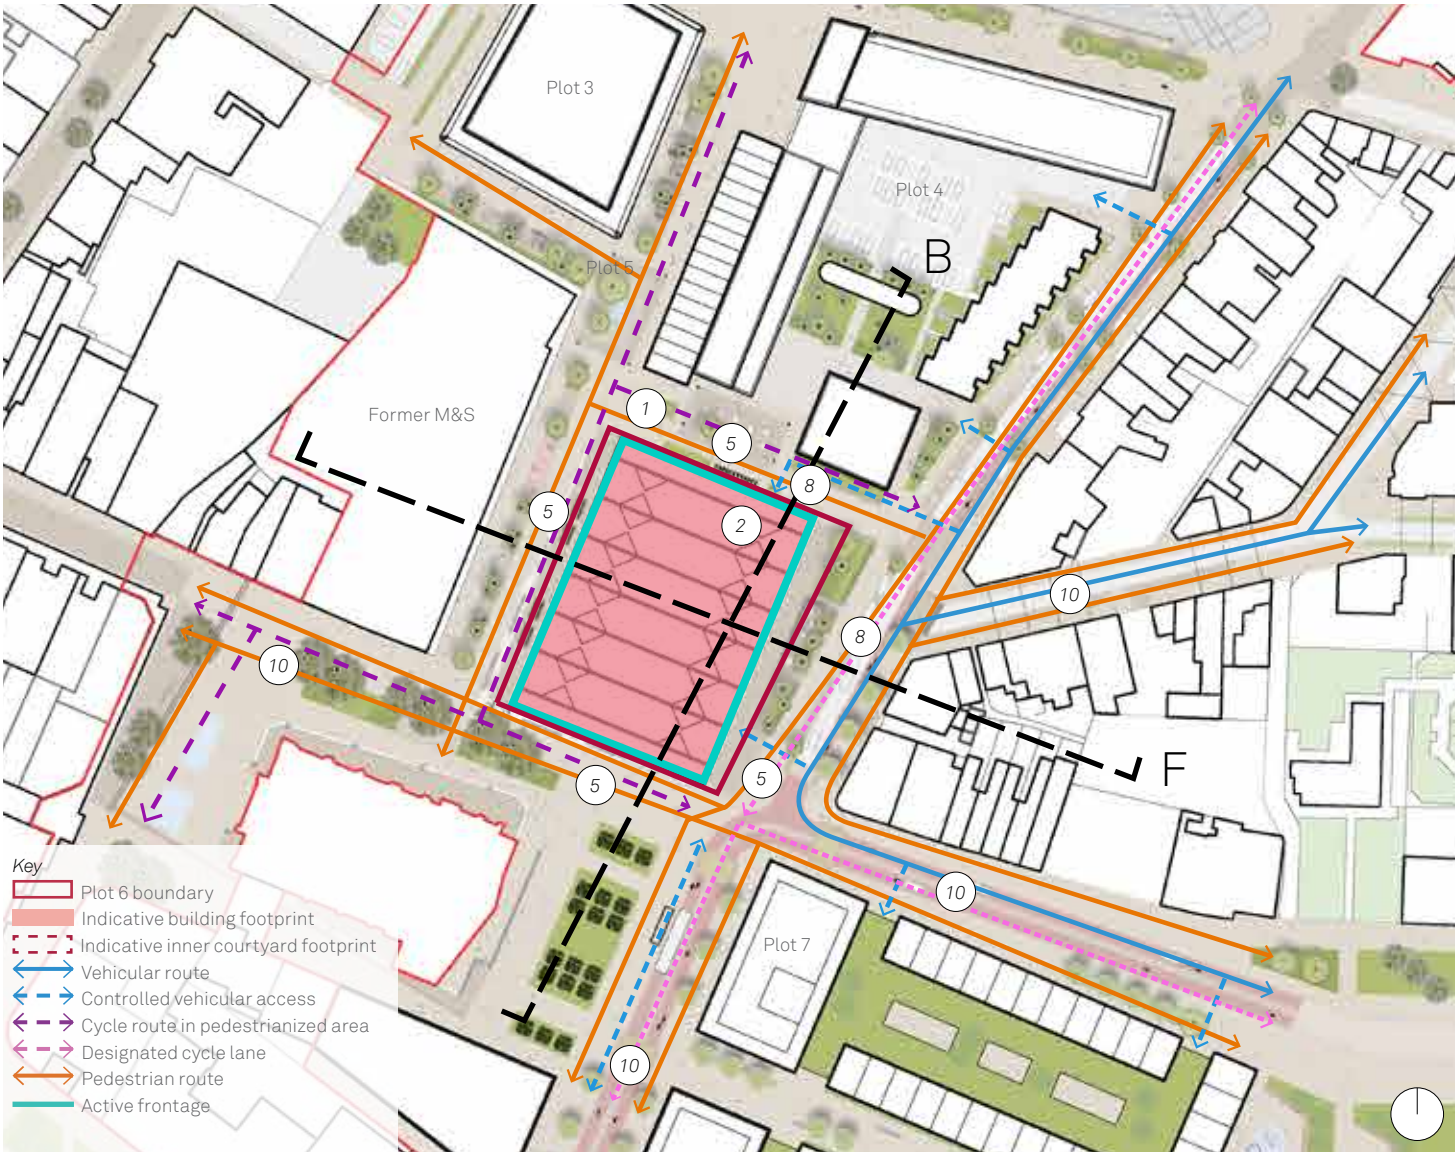 Plot 3
Plot 4
B
Plot 5
Former M&S
1
5
8
5
2
10
8
10
F
5
5
10
Plot 7
10
Key
Plot 6 boundary
Indicative building footprint
Indicative inner courtyard footprint
Vehicular route
Controlled vehicular access
Cycle route in pedestrianized area
Designated cycle lane
Pedestrian route
Active frontage